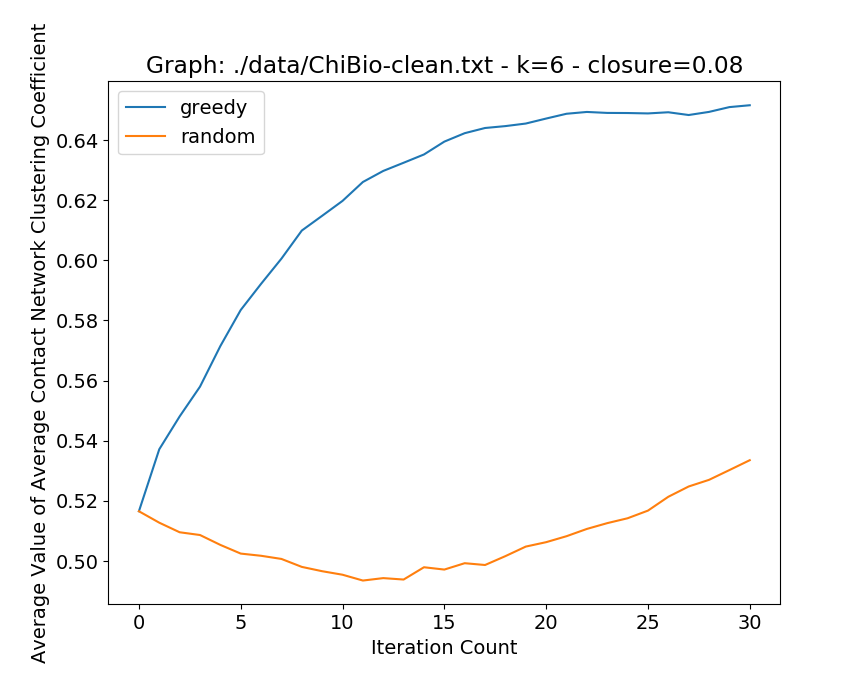 Graph: ./data/ChiBio-clean.txt - k=6 - closure=0.08
greedy
random
Average Value of Average Contact Network Clustering Coefficient
0.64
0.62
0.60
0.58
0.56
0.54
0.52
0.50
0 5 10 15 20 25 30
Iteration Count